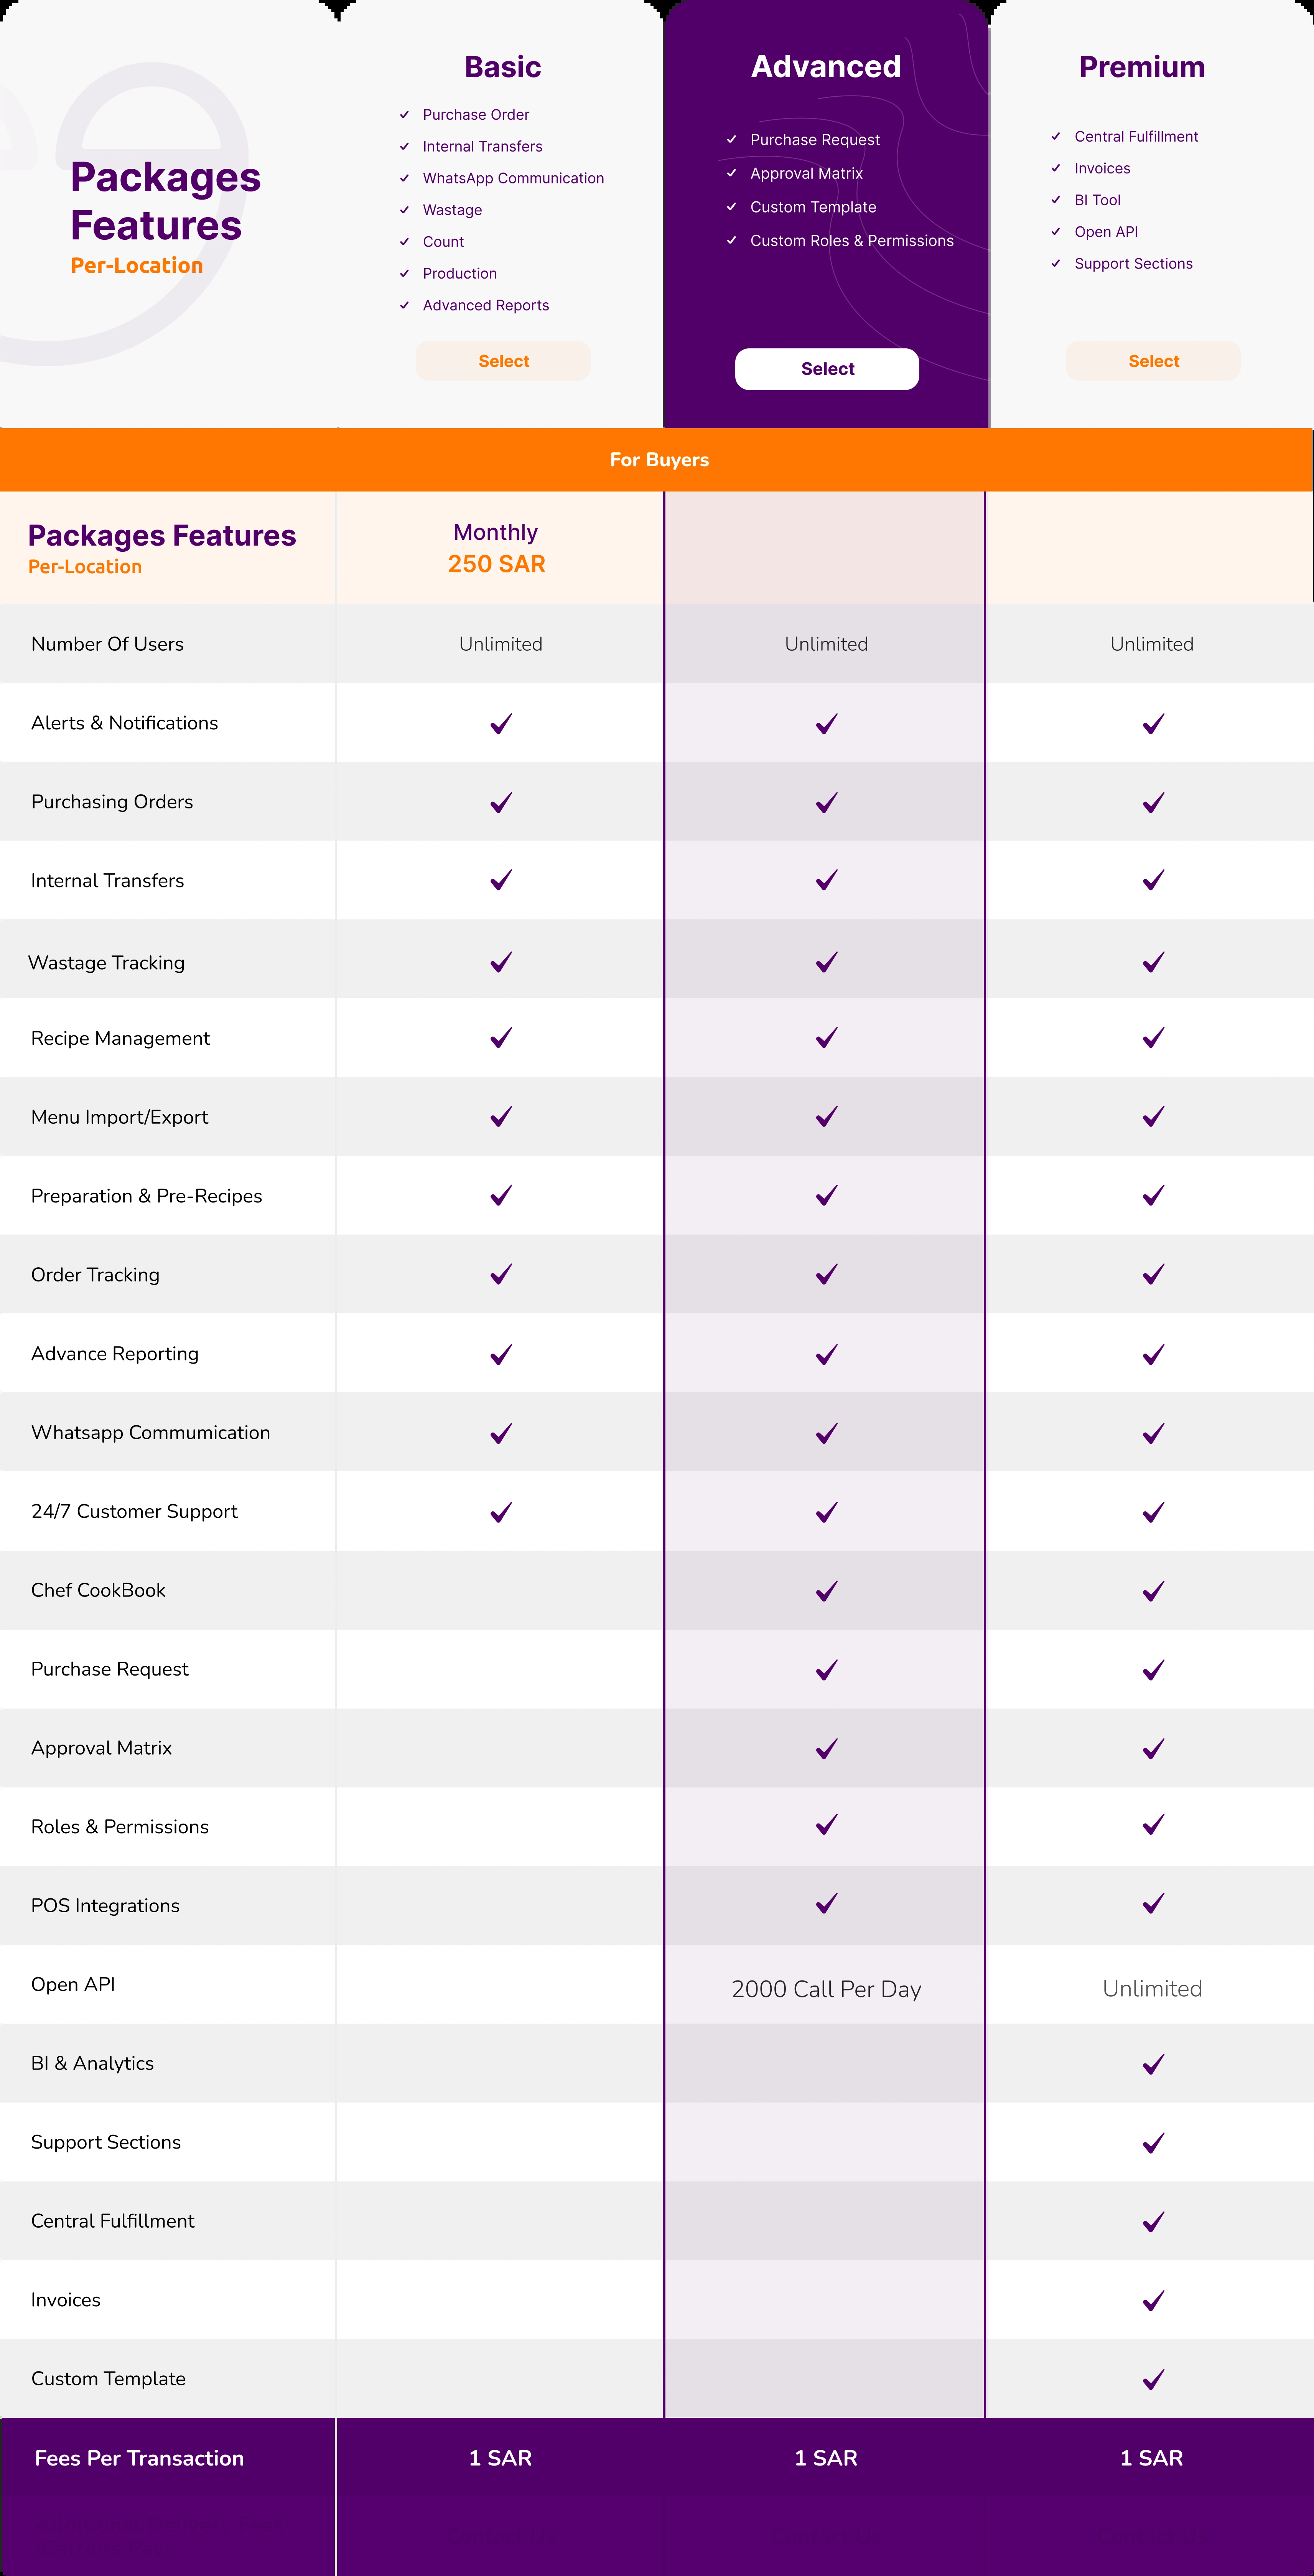 Packages
Features
Per-Location
Basic
Purchase Order
Internal Transfers
WhatsApp Communication
Wastage
Count
Production
Advanced Reports
Select
Advanced
Purchase Request
Approval Matrix
Custom Template
Custom Roles & Permissions
Select
Premium
Central Fulfillment
Invoices
BI Tool
Open API
Support Sections
Select
For Buyers
Packages Features
Per-Location
Monthly
250 SAR
Number Of Users Unlimited Unlimited Unlimited
Alerts & Notifications
Purchasing Orders
Internal Transfers
Wastage Tracking
Recipe Management
Menu Import/Export
Preparation & Pre-Recipes
Order Tracking
Advance Reporting
Whatsapp Commumication
24/7 Customer Support
Chef CookBook
Purchase Request
Approval Matrix
Roles & Permissions
POS Integrations
Open API 2000 Call Per Day Unlimited
BI & Analytics
Support Sections
Central Fulfillment
Invoices
Custom Template
Fees Per Transaction 1 SAR 1 SAR 1 SAR